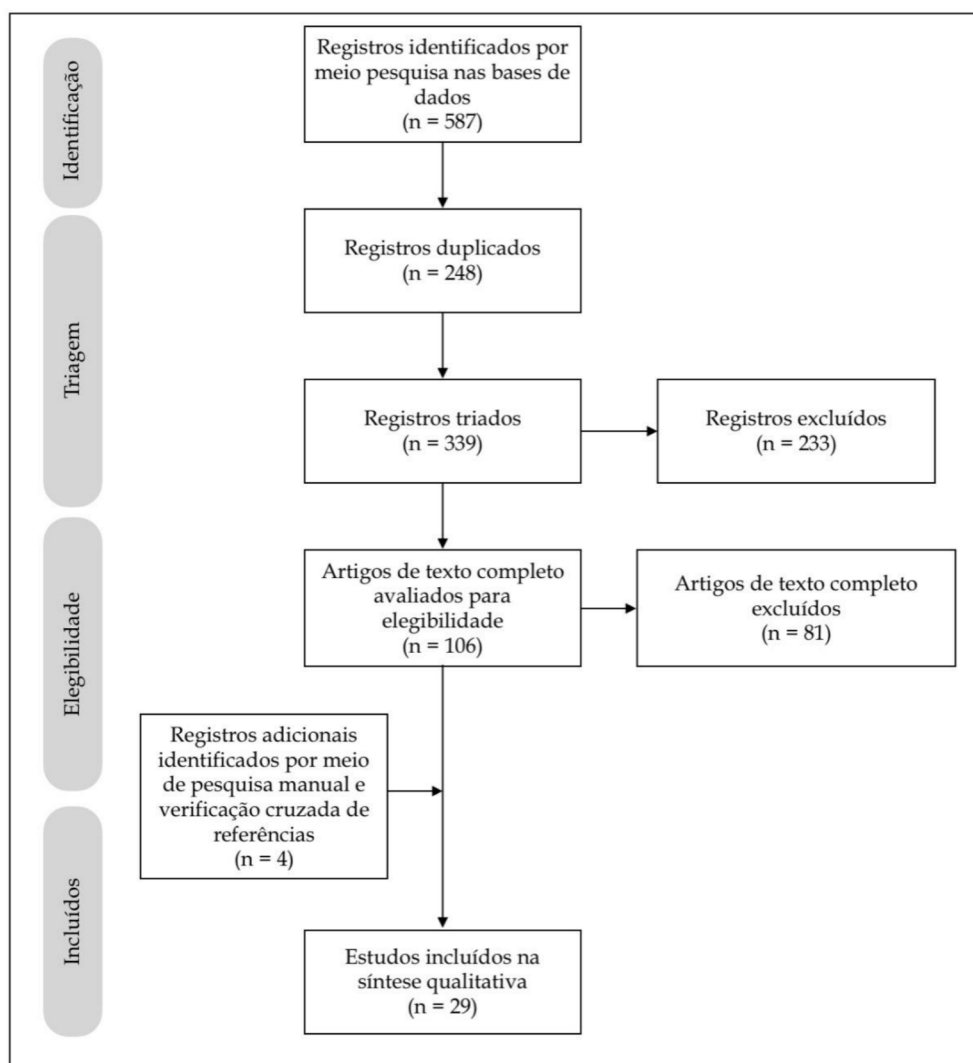 Identificação
Registros identificados por
meio pesquisa nas bases de
dados
(n = 587)
Triagem
Registros duplicados
(n = 248)
Registros triados
(n = 339)
Registros excluídos
(n = 233)
Elegibilidade
Artigos de texto completo
avaliados para
elegibilidade
(n = 106)
Artigos de texto completo
excluídos
(n = 81)
Registros adicionais
identificados por meio
de pesquisa manual e
verificação cruzada de
referências
(n = 4)
Incluídos
Estudos incluídos na
síntese qualitativa
(n = 29)